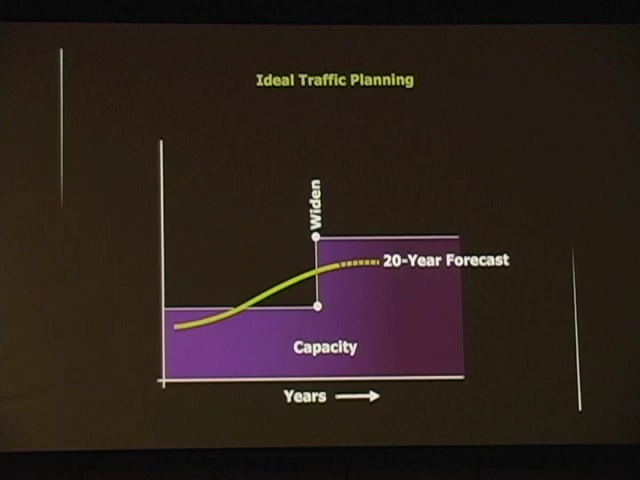 Ideal Traffic Planning
Widen
20-Year Forecast
Capacity
Years